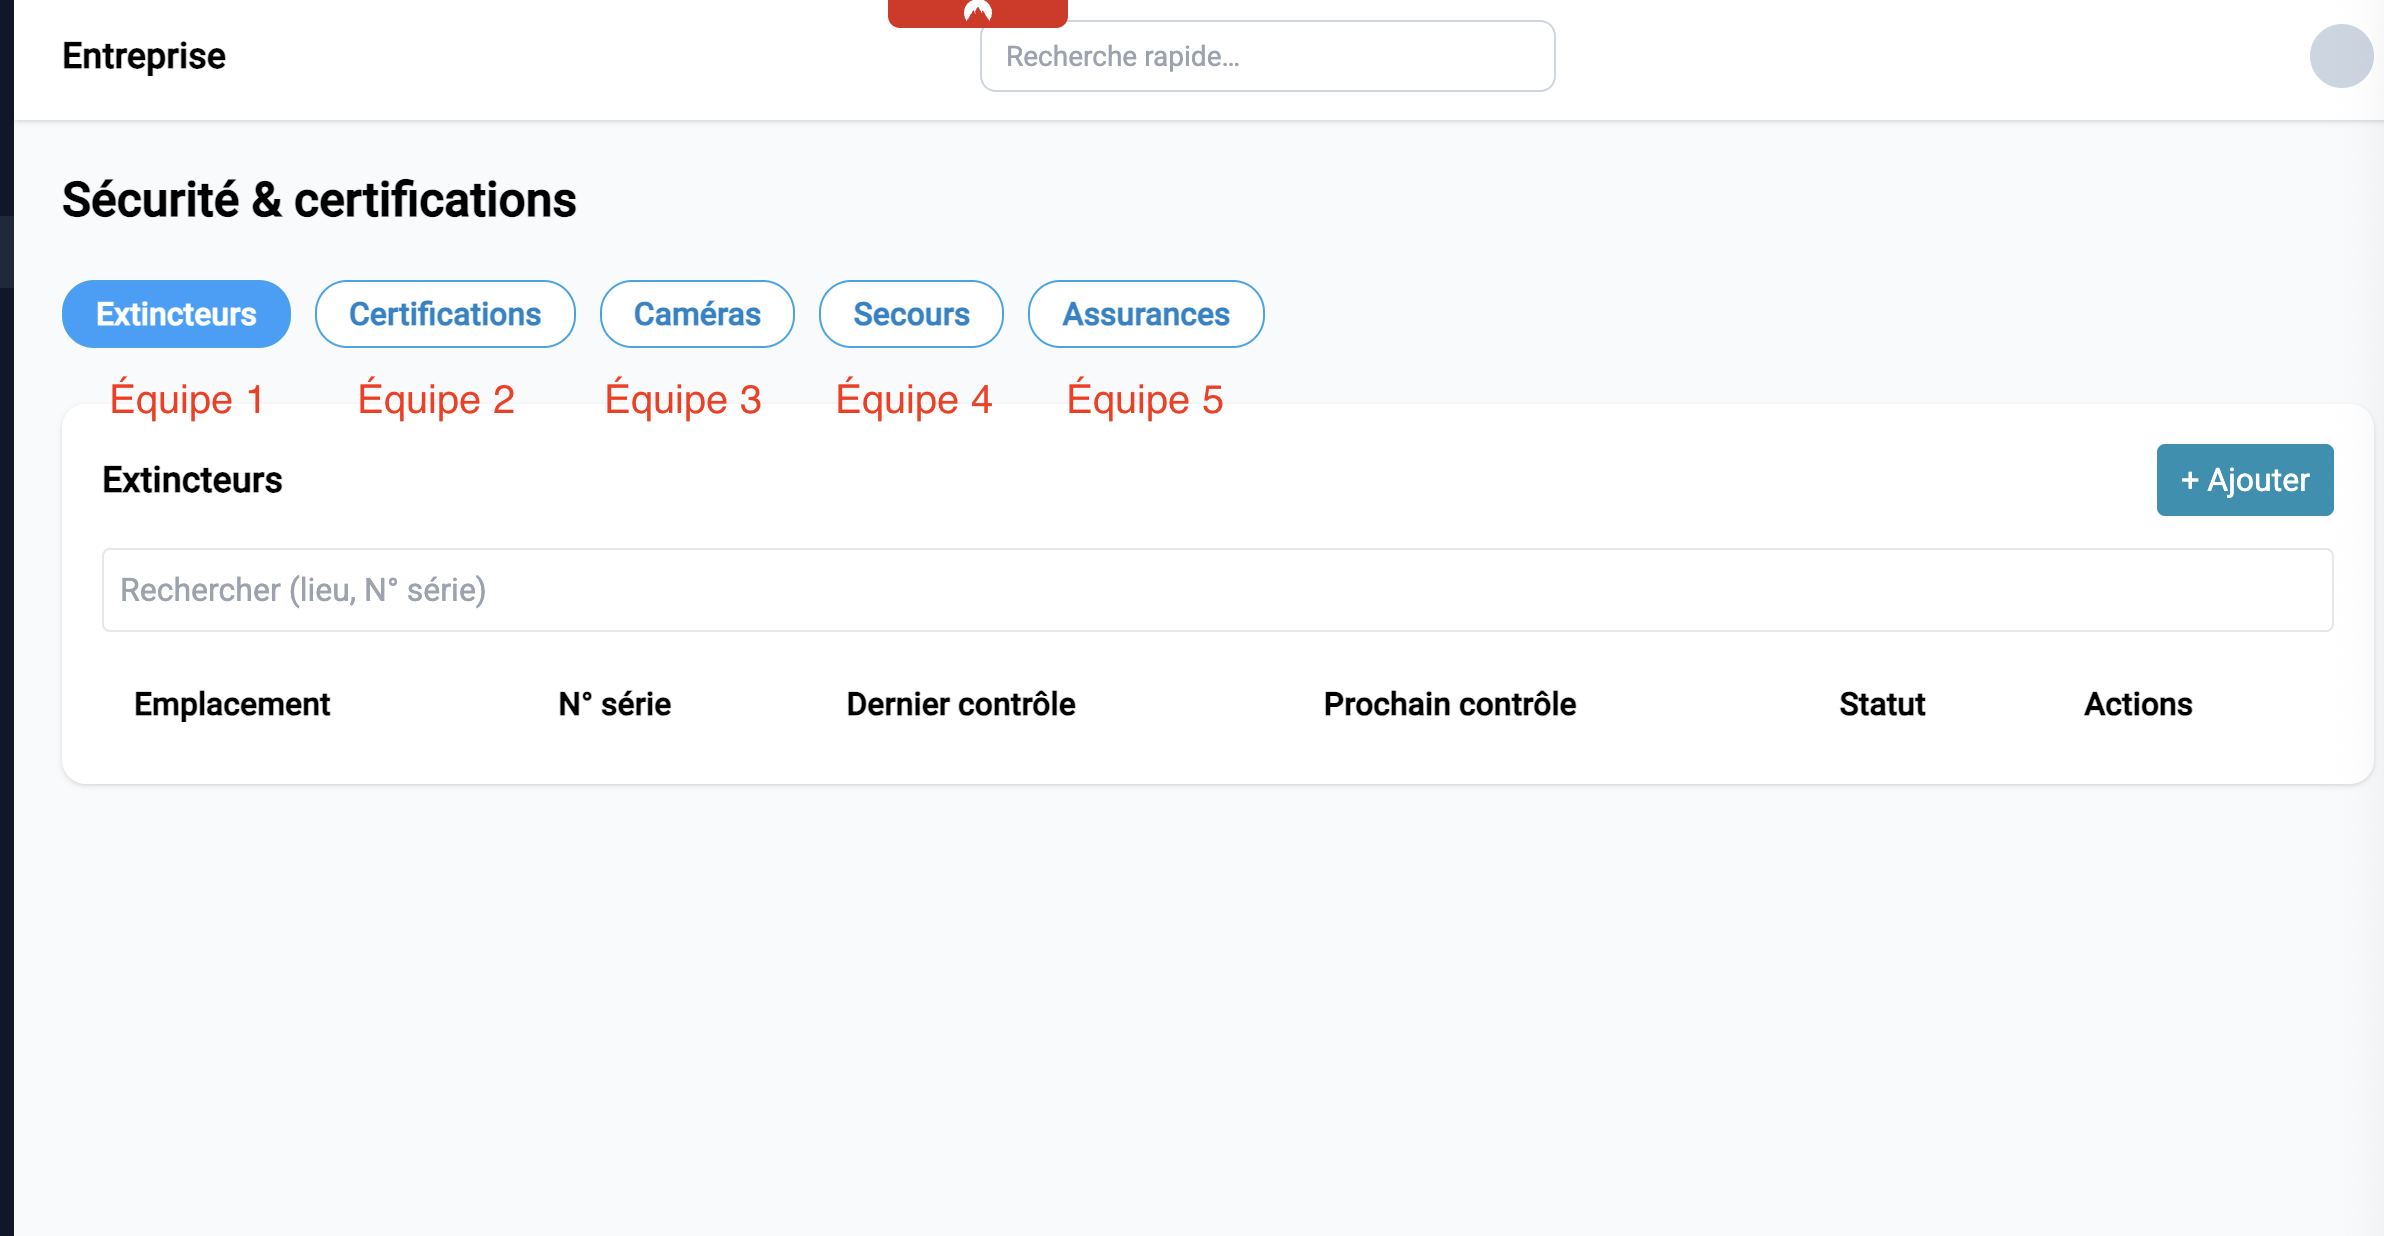 Entreprise
Recherche rapide...
Sécurité & certifications
Extincteurs
Certifications
Caméras
Secours
Assurances
Équipe 1
Équipe 2
Équipe 3
Équipe 4
Équipe 5
Extincteurs
+ Ajouter
Rechercher (lieu, N° série)
Emplacement
N° série
Dernier contrôle
Prochain contrôle
Statut
Actions